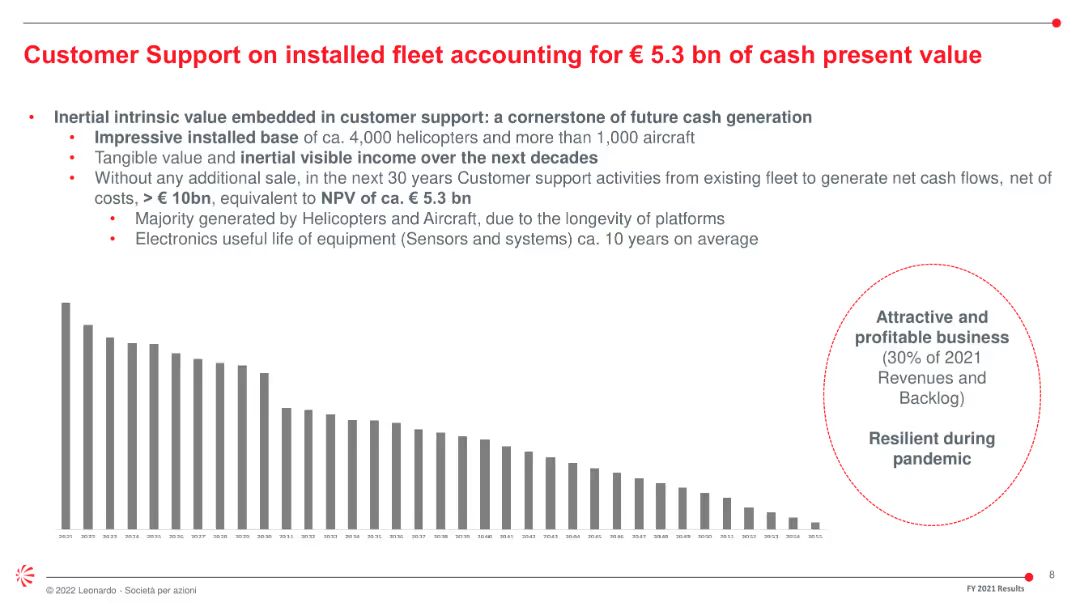 Customer Support on installed fleet accounting for € 5.3 bn of cash present value
• Inertial intrinsic value embedded in customer support: a cornerstone of future cash generation
• Impressive installed base of ca. 4,000 helicopters and more than 1,000 aircraft
• Tangible value and inertial visible income over the next decades
• Without any additional sale, in the next 30 years Customer support activities from existing fleet to generate net cash flows, net of
costs, > € 10bn, equivalent to NPV of ca. € 5.3 bn
• Majority generated by Helicopters and Aircraft, due to the longevity of platforms
• Electronics useful life of equipment (Sensors and systems) ca. 10 years on average
Attractive and
profitable business
(30% of 2021
Revenues and
Backlog)
Resilient during
pandemic
2021 2022 2023 2024 2025 2026 2027 2028 2029 2030 2031 2032 2033 2034 2035 2036 2037 2038 2039 2040 2041 2042 2043 2044 2045 2046 2047 2048 2049 2050 2051 2052 2053 2054 2055
© 2022 Leonardo - Società per azioni
FY 2021 Results
8